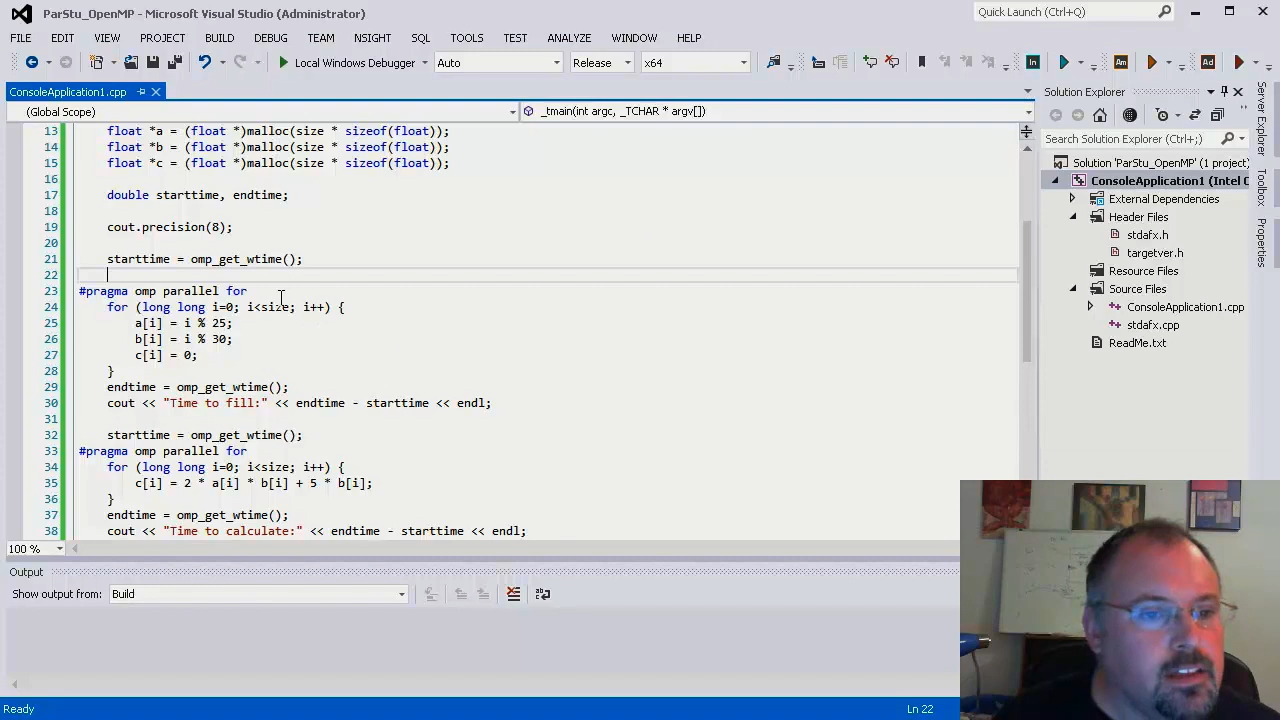 ParStu_OpenMP - Microsoft Visual Studio (Administrator)
Quick Launch (Ctrl+Q)
FILE EDIT VIEW PROJECT BUILD DEBUG TEAM NSIGHT SQL TOOLS TEST ANALYZE WINDOW HELP
Local Windows Debugger Auto Release x64 In Am Ad
ConsoleApplication1.cpp
(Global Scope) _tmain(int argc, _TCHAR * argv[])
13 float *a = (float *)malloc(size * sizeof(float));
14 float *b = (float *)malloc(size * sizeof(float));
15 float *c = (float *)malloc(size * sizeof(float));
16
17 double starttime, endtime;
18
19 cout.precision(8);
20
21 starttime = omp_get_wtime();
22
23 #pragma omp parallel for
24 for (long long i=0; i<size; i++) {
25 a[i] = i % 25;
26 b[i] = i % 30;
27 c[i] = 0;
28 }
29 endtime = omp_get_wtime();
30 cout << "Time to fill:" << endtime - starttime << endl;
31
32 starttime = omp_get_wtime();
33 #pragma omp parallel for
34 for (long long i=0; i<size; i++) {
35 c[i] = 2 * a[i] * b[i] + 5 * b[i];
36 }
37 endtime = omp_get_wtime();
38 cout << "Time to calculate:" << endtime - starttime << endl;
100 %
Output
Show output from: Build
Ready
Ln 22
Solution Explorer
Search Solution Explorer (Ctrl+;)
Solution 'ParStu_OpenMP' (1 project)
ConsoleApplication1 (Intel C
External Dependencies
Header Files
stdafx.h
targetver.h
Resource Files
Source Files
ConsoleApplication1.cpp
stdafx.cpp
ReadMe.txt
Server Explorer
Toolbox
Properties